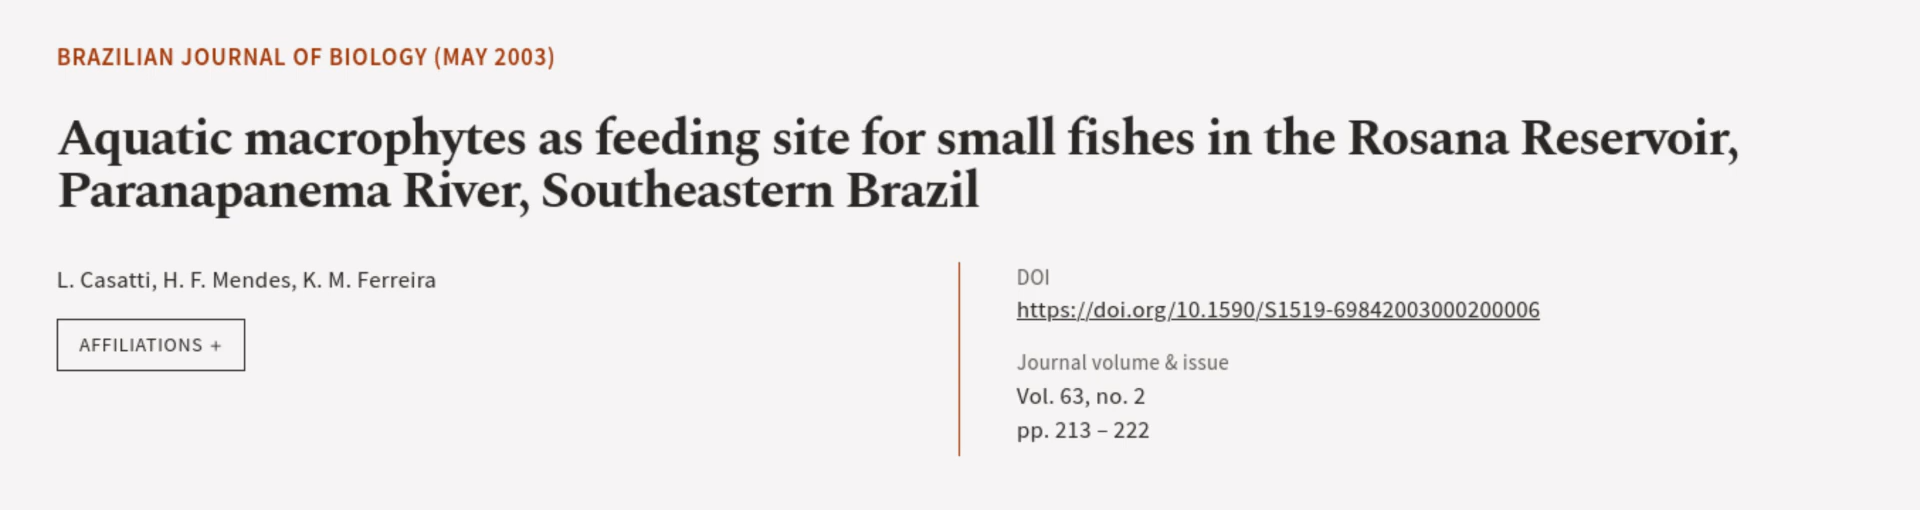 BRAZILIAN JOURNAL OF BIOLOGY (MAY 2003)
Aquatic macrophytes as feeding site for small fishes in the Rosana Reservoir,
Paranapanema River, Southeastern Brazil
L. Casatti, H. F. Mendes, K. M. Ferreira
AFFILIATIONS +
DOI
https://doi.org/10.1590/S1519-69842003000200006
Journal volume & issue
Vol. 63, no. 2
pp. 213 – 222